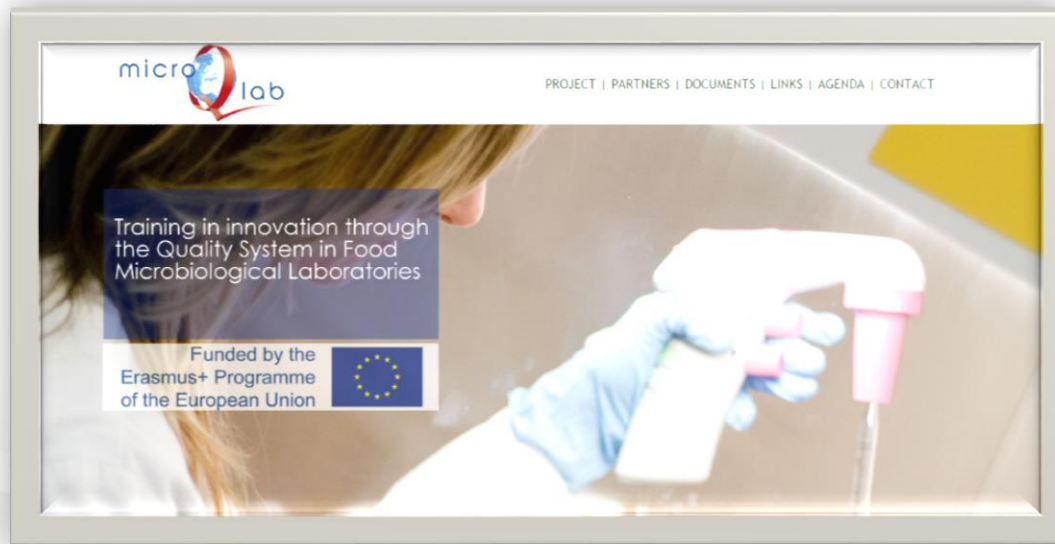 micro
lab
PROJECT | PARTNERS | DOCUMENTS | LINKS | AGENDA | CONTACT
Training in innovation through
the Quality System in Food
Microbiological Laboratories
Funded by the
Erasmus+ Programme
of the European Union